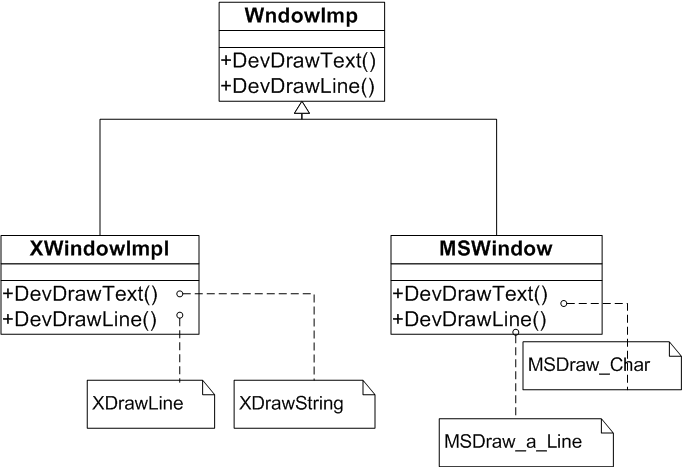 WndowImp
+DevDrawText()
+DevDrawLine()
XWindowImpl
+DevDrawText()
+DevDrawLine()
MSWindow
+DevDrawText()
+DevDrawLine()
XDrawLine
XDrawString
MSDraw_Char
MSDraw_a_Line